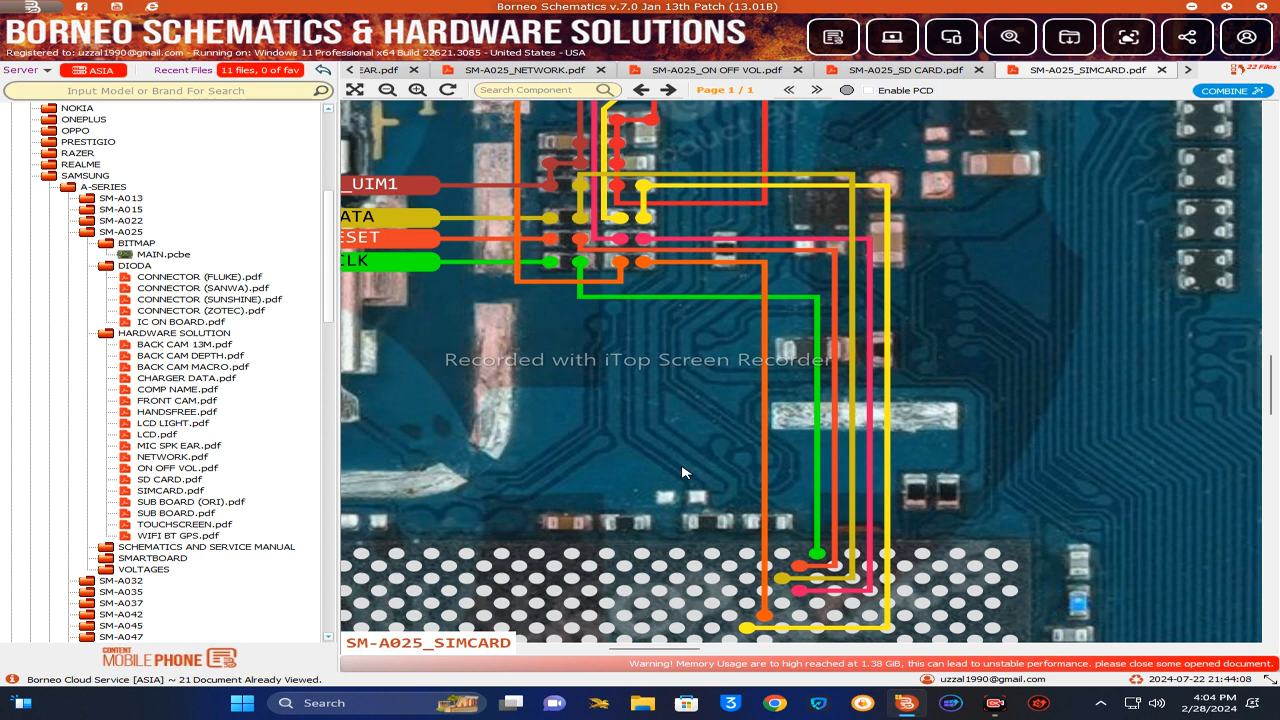 Borneo Schematics v.7.0 Jan 13th Patch (13.01B)
BORNEO SCHEMATICS & HARDWARE SOLUTIONS
Registered to: uzzal1990@gmail.com - Running on: Windows 11 Professional x64 Build 22621.3085 - United States - USA
Server ASIA Recent Files 11 files, 0 of fav
EAR.pdf SM-A025_NETWORK.pdf SM-A025_ON OFF VOL.pdf SM-A025_SD CARD.pdf SM-A025_SIMCARD.pdf 22 Files
Input Model or Brand For Search
Search Component Page 1 / 1 Enable PCD COMBINE
NOKIA
ONEPLUS
OPPO
PRESTIGIO
RAZER
REALME
SAMSUNG
A-SERIES
SM-A013
SM-A015
SM-A022
SM-A025
BITMAP
MAIN.pcbe
DIODA
CONNECTOR (FLUKE).pdf
CONNECTOR (SANWA).pdf
CONNECTOR (SUNSHINE).pdf
CONNECTOR (ZOTEC).pdf
IC ON BOARD.pdf
HARDWARE SOLUTION
BACK CAM 13M.pdf
BACK CAM DEPTH.pdf
BACK CAM MACRO.pdf
CHARGER DATA.pdf
COMP NAME.pdf
FRONT CAM.pdf
HANDSFREE.pdf
LCD LIGHT.pdf
LCD.pdf
MIC SPK EAR.pdf
NETWORK.pdf
ON OFF VOL.pdf
SD CARD.pdf
SIMCARD.pdf
SUB BOARD (ORI).pdf
SUB BOARD.pdf
TOUCHSCREEN.pdf
WIFI BT GPS.pdf
SCHEMATICS AND SERVICE MANUAL
SMARTBOARD
VOLTAGES
SM-A032
SM-A035
SM-A037
SM-A042
SM-A045
SM-A047
_UIM1
ATA
ESET
CLK
Recorded with iTop Screen Recorder
SM-A025_SIMCARD
CONTENT
MOBILE PHONE
Warning! Memory Usage are to high reached at 1.38 GiB, this can lead to unstable performance. please close some opened document.
Borneo Cloud Service [ASIA] ~ 21 Document Already Viewed. uzzal1990@gmail.com 2024-07-22 21:44:08
Search
4:04 PM
2/28/2024